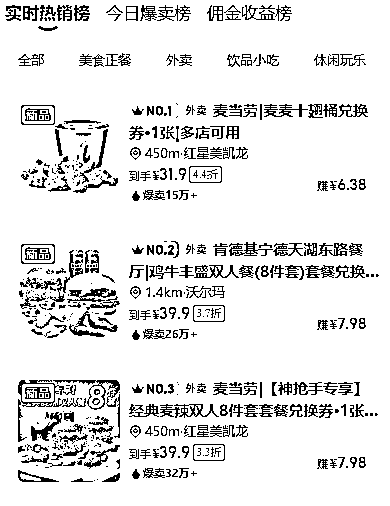 实时热销榜 今日爆卖榜 佣金收益榜
全部 美食正餐 外卖 饮品小吃 休闲玩乐
新品
NO.1 外卖 麦当劳|麦麦十翅桶兑换
券•1张|多店可用
450m·红星美凯龙
到手¥31.9 4.4折
爆卖15万+
赚¥6.38
新品
NO.2 外卖 肯德基宁德天湖东路餐
厅|鸡牛丰盛双人餐(8件套)套餐兑换...
1.4km·沃尔玛
到手¥39.9 3.7折
爆卖26万+
赚¥7.98
新品
NO.3 外卖 麦当劳|【神抢手专享】
经典麦辣双人8件套套餐兑换券•1张...
450m·红星美凯龙
到手¥39.9 3.3折
爆卖32万+
赚¥7.98